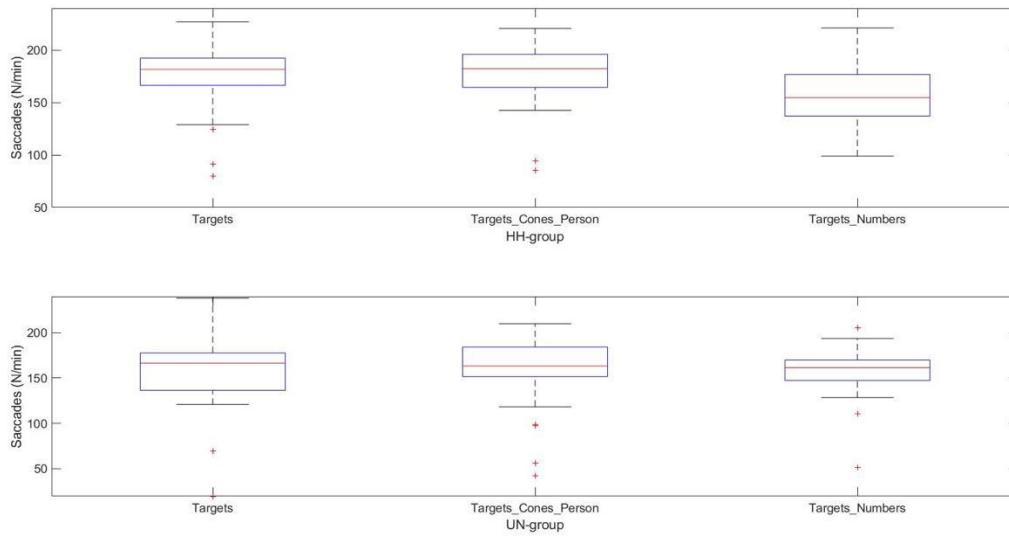 200
150
100
50
Saccades (N/min)
Targets Targets_Cones_Person Targets_Numbers
HH-group
200
150
100
50
Saccades (N/min)
Targets Targets_Cones_Person Targets_Numbers
UN-group